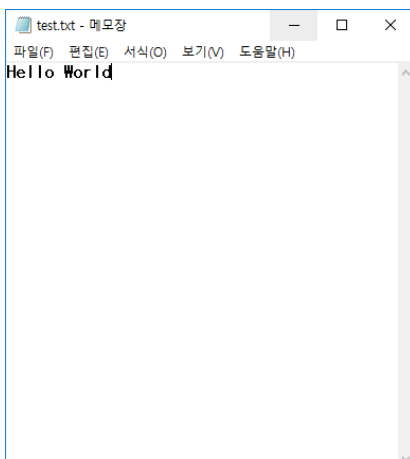 test.txt - 메모장
파일(F) 편집(E) 서식(O) 보기(V) 도움말(H)
Hello World